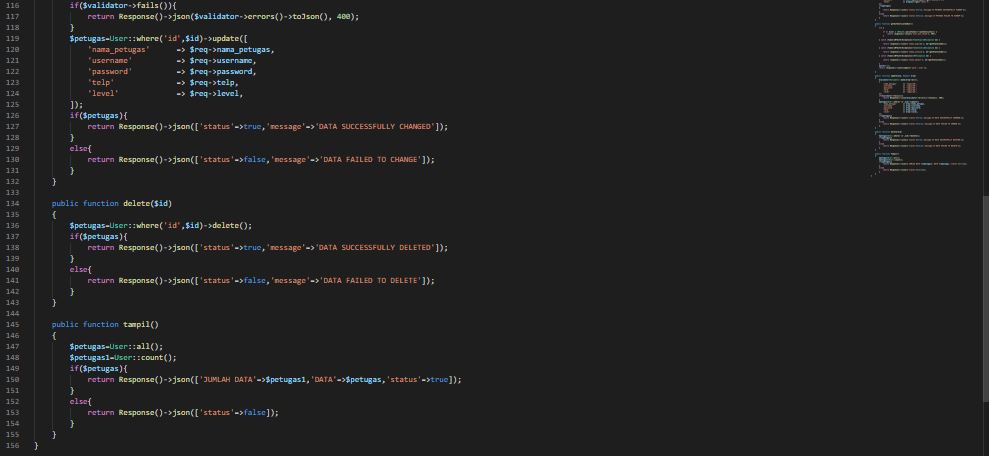 116 if($validator->fails()){
117 return Response()->json($validator->errors()->toJson(), 400);
118 }
119 $petugas=User::where('id',$id)->update([
120 'nama_petugas' => $req->nama_petugas,
121 'username' => $req->username,
122 'password' => $req->password,
123 'telp' => $req->telp,
124 'level' => $req->level,
125 ]);
126 if($petugas){
127 return Response()->json(['status'=>true,'message'=>'DATA SUCCESSFULLY CHANGED']);
128 }
129 else{
130 return Response()->json(['status'=>false,'message'=>'DATA FAILED TO CHANGE']);
131 }
132 }
133
134 public function delete($id)
135 {
136 $petugas=User::where('id',$id)->delete();
137 if($petugas){
138 return Response()->json(['status'=>true,'message'=>'DATA SUCCESSFULLY DELETED']);
139 }
140 else{
141 return Response()->json(['status'=>false,'message'=>'DATA FAILED TO DELETE']);
142 }
143 }
144
145 public function tampil()
146 {
147 $petugas=User::all();
148 $petugas1=User::count();
149 if($petugas){
150 return Response()->json(['JUMLAH DATA'=>$petugas1,'DATA'=>$petugas,'status'=>true]);
151 }
152 else{
153 return Response()->json(['status'=>false]);
154 }
155 }
156 }